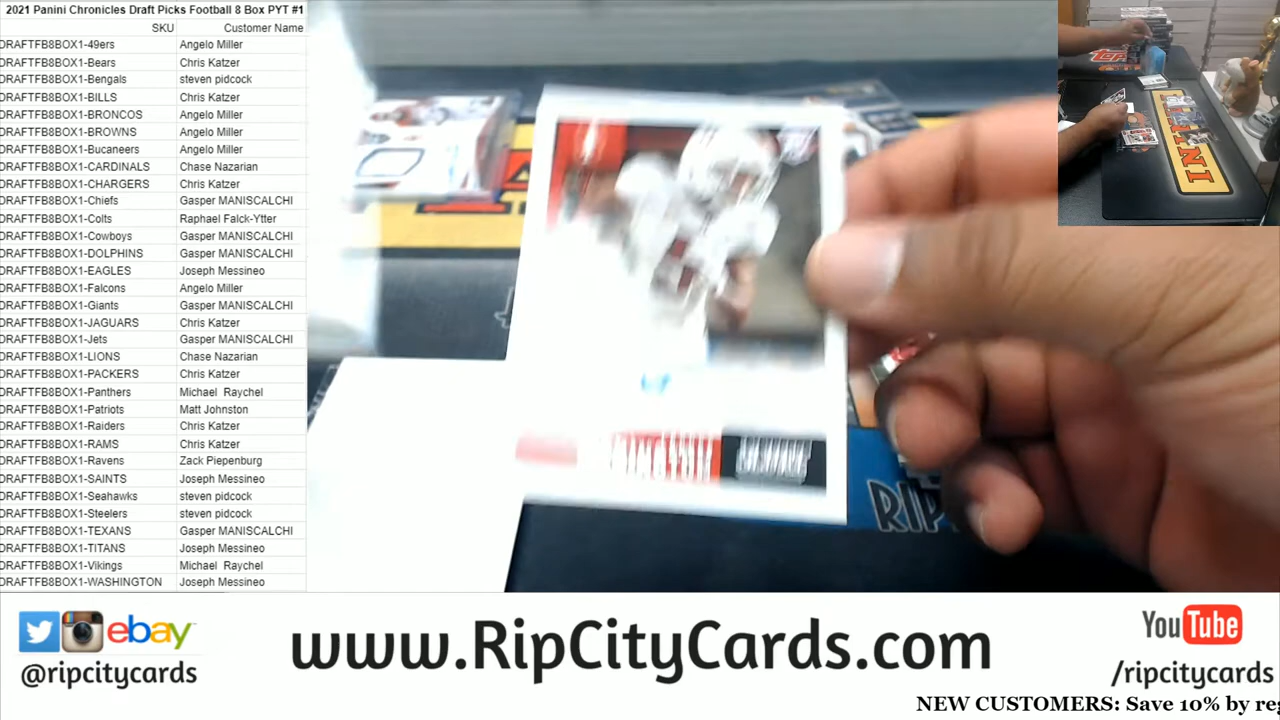 2021 Panini Chronicles Draft Picks Football 8 Box PYT #1
SKU Customer Name
DRAFTFB8BOX1-49ers Angelo Miller
DRAFTFB8BOX1-Bears Chris Katzer
DRAFTFB8BOX1-Bengals steven pidcock
DRAFTFB8BOX1-BILLS Chris Katzer
DRAFTFB8BOX1-BRONCOS Angelo Miller
DRAFTFB8BOX1-BROWNS Angelo Miller
DRAFTFB8BOX1-Bucaneers Angelo Miller
DRAFTFB8BOX1-CARDINALS Chase Nazarian
DRAFTFB8BOX1-CHARGERS Chris Katzer
DRAFTFB8BOX1-Chiefs Gasper MANISCALCHI
DRAFTFB8BOX1-Colts Raphael Falck-Ytter
DRAFTFB8BOX1-Cowboys Gasper MANISCALCHI
DRAFTFB8BOX1-DOLPHINS Gasper MANISCALCHI
DRAFTFB8BOX1-EAGLES Joseph Messineo
DRAFTFB8BOX1-Falcons Angelo Miller
DRAFTFB8BOX1-Giants Gasper MANISCALCHI
DRAFTFB8BOX1-JAGUARS Chris Katzer
DRAFTFB8BOX1-Jets Gasper MANISCALCHI
DRAFTFB8BOX1-LIONS Chase Nazarian
DRAFTFB8BOX1-PACKERS Chris Katzer
DRAFTFB8BOX1-Panthers Michael Raychel
DRAFTFB8BOX1-Patriots Matt Johnston
DRAFTFB8BOX1-Raiders Chris Katzer
DRAFTFB8BOX1-RAMS Chris Katzer
DRAFTFB8BOX1-Ravens Zack Piepenburg
DRAFTFB8BOX1-SAINTS Joseph Messineo
DRAFTFB8BOX1-Seahawks steven pidcock
DRAFTFB8BOX1-Steelers steven pidcock
DRAFTFB8BOX1-TEXANS Gasper MANISCALCHI
DRAFTFB8BOX1-TITANS Joseph Messineo
DRAFTFB8BOX1-Vikings Michael Raychel
DRAFTFB8BOX1-WASHINGTON Joseph Messineo
RIP
ebay
@ripcitycards
www.RipCityCards.com
YouTube
/ripcitycards
NEW CUSTOMERS: Save 10% by reg